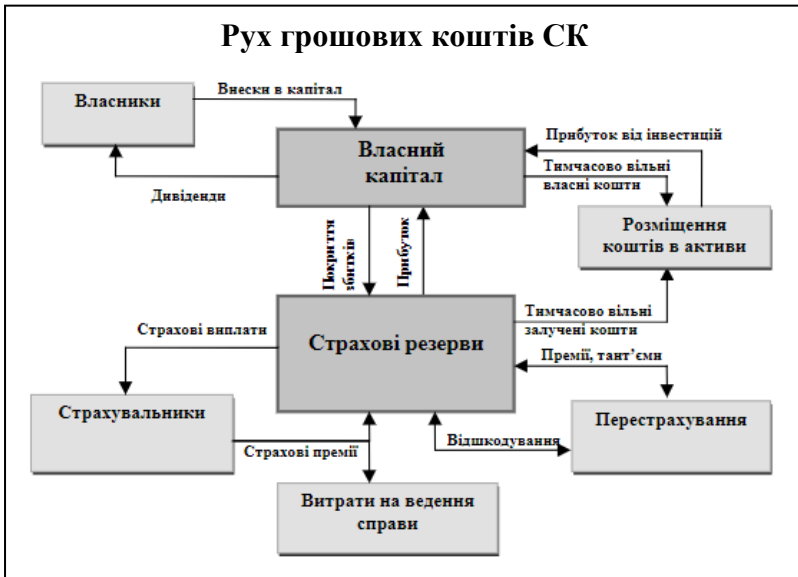 Рух грошових коштів СК
Власники
Внески в капітал
Власний
капітал
Прибуток від інвестицій
Тимчасово вільні
власні кошти
Дивіденди
Розміщення
коштів в активи
Покриття
збитків
Прибуток
Страхові резерви
Тимчасово вільні
залучені кошти
Страхові виплати
Премії, тант’єми
Страхувальники
Перестрахування
Страхові премії
Відшкодування
Витрати на ведення
справи